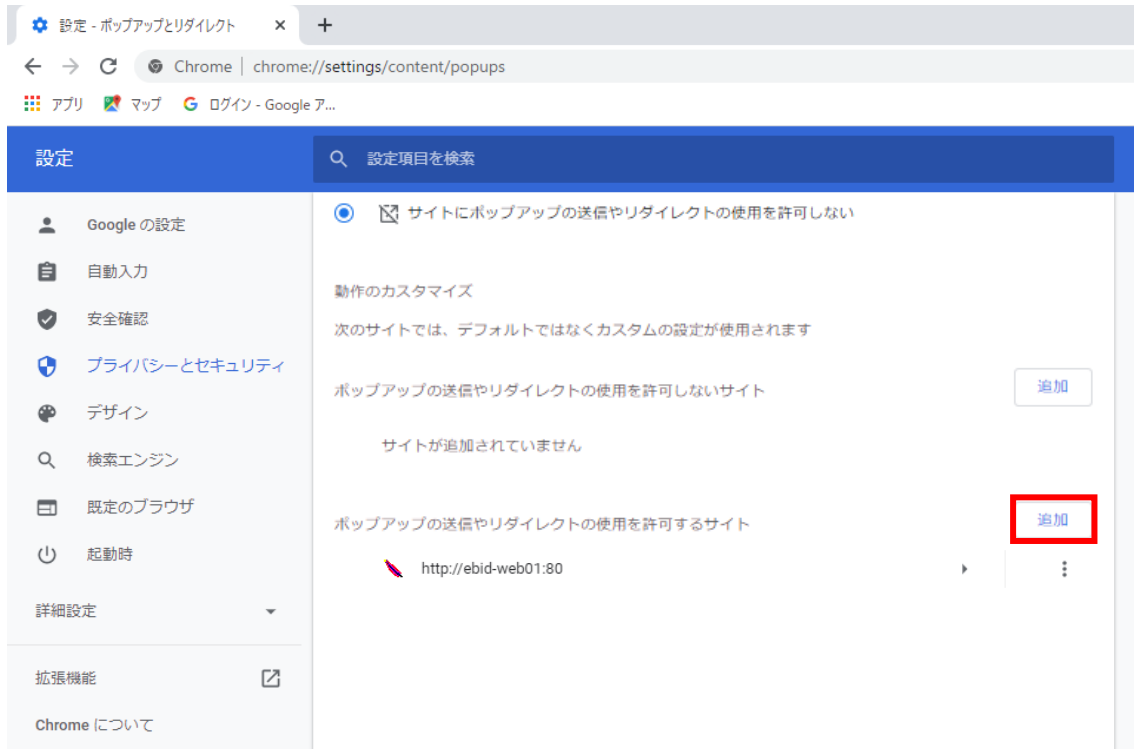 設定 - ポップアップとリダイレクト
Chrome | chrome://settings/content/popups
アプリ マップ G ログイン - Google ア...
設定
設定項目を検索
Google の設定
自動入力
安全確認
プライバシーとセキュリティ
デザイン
検索エンジン
既定のブラウザ
起動時
詳細設定
拡張機能
Chrome について
サイトにポップアップの送信やリダイレクトの使用を許可しない
動作のカスタマイズ
次のサイトでは、デフォルトではなくカスタムの設定が使用されます
ポップアップの送信やリダイレクトの使用を許可しないサイト
追加
サイトが追加されていません
ポップアップの送信やリダイレクトの使用を許可するサイト
追加
http://ebid-web01:80